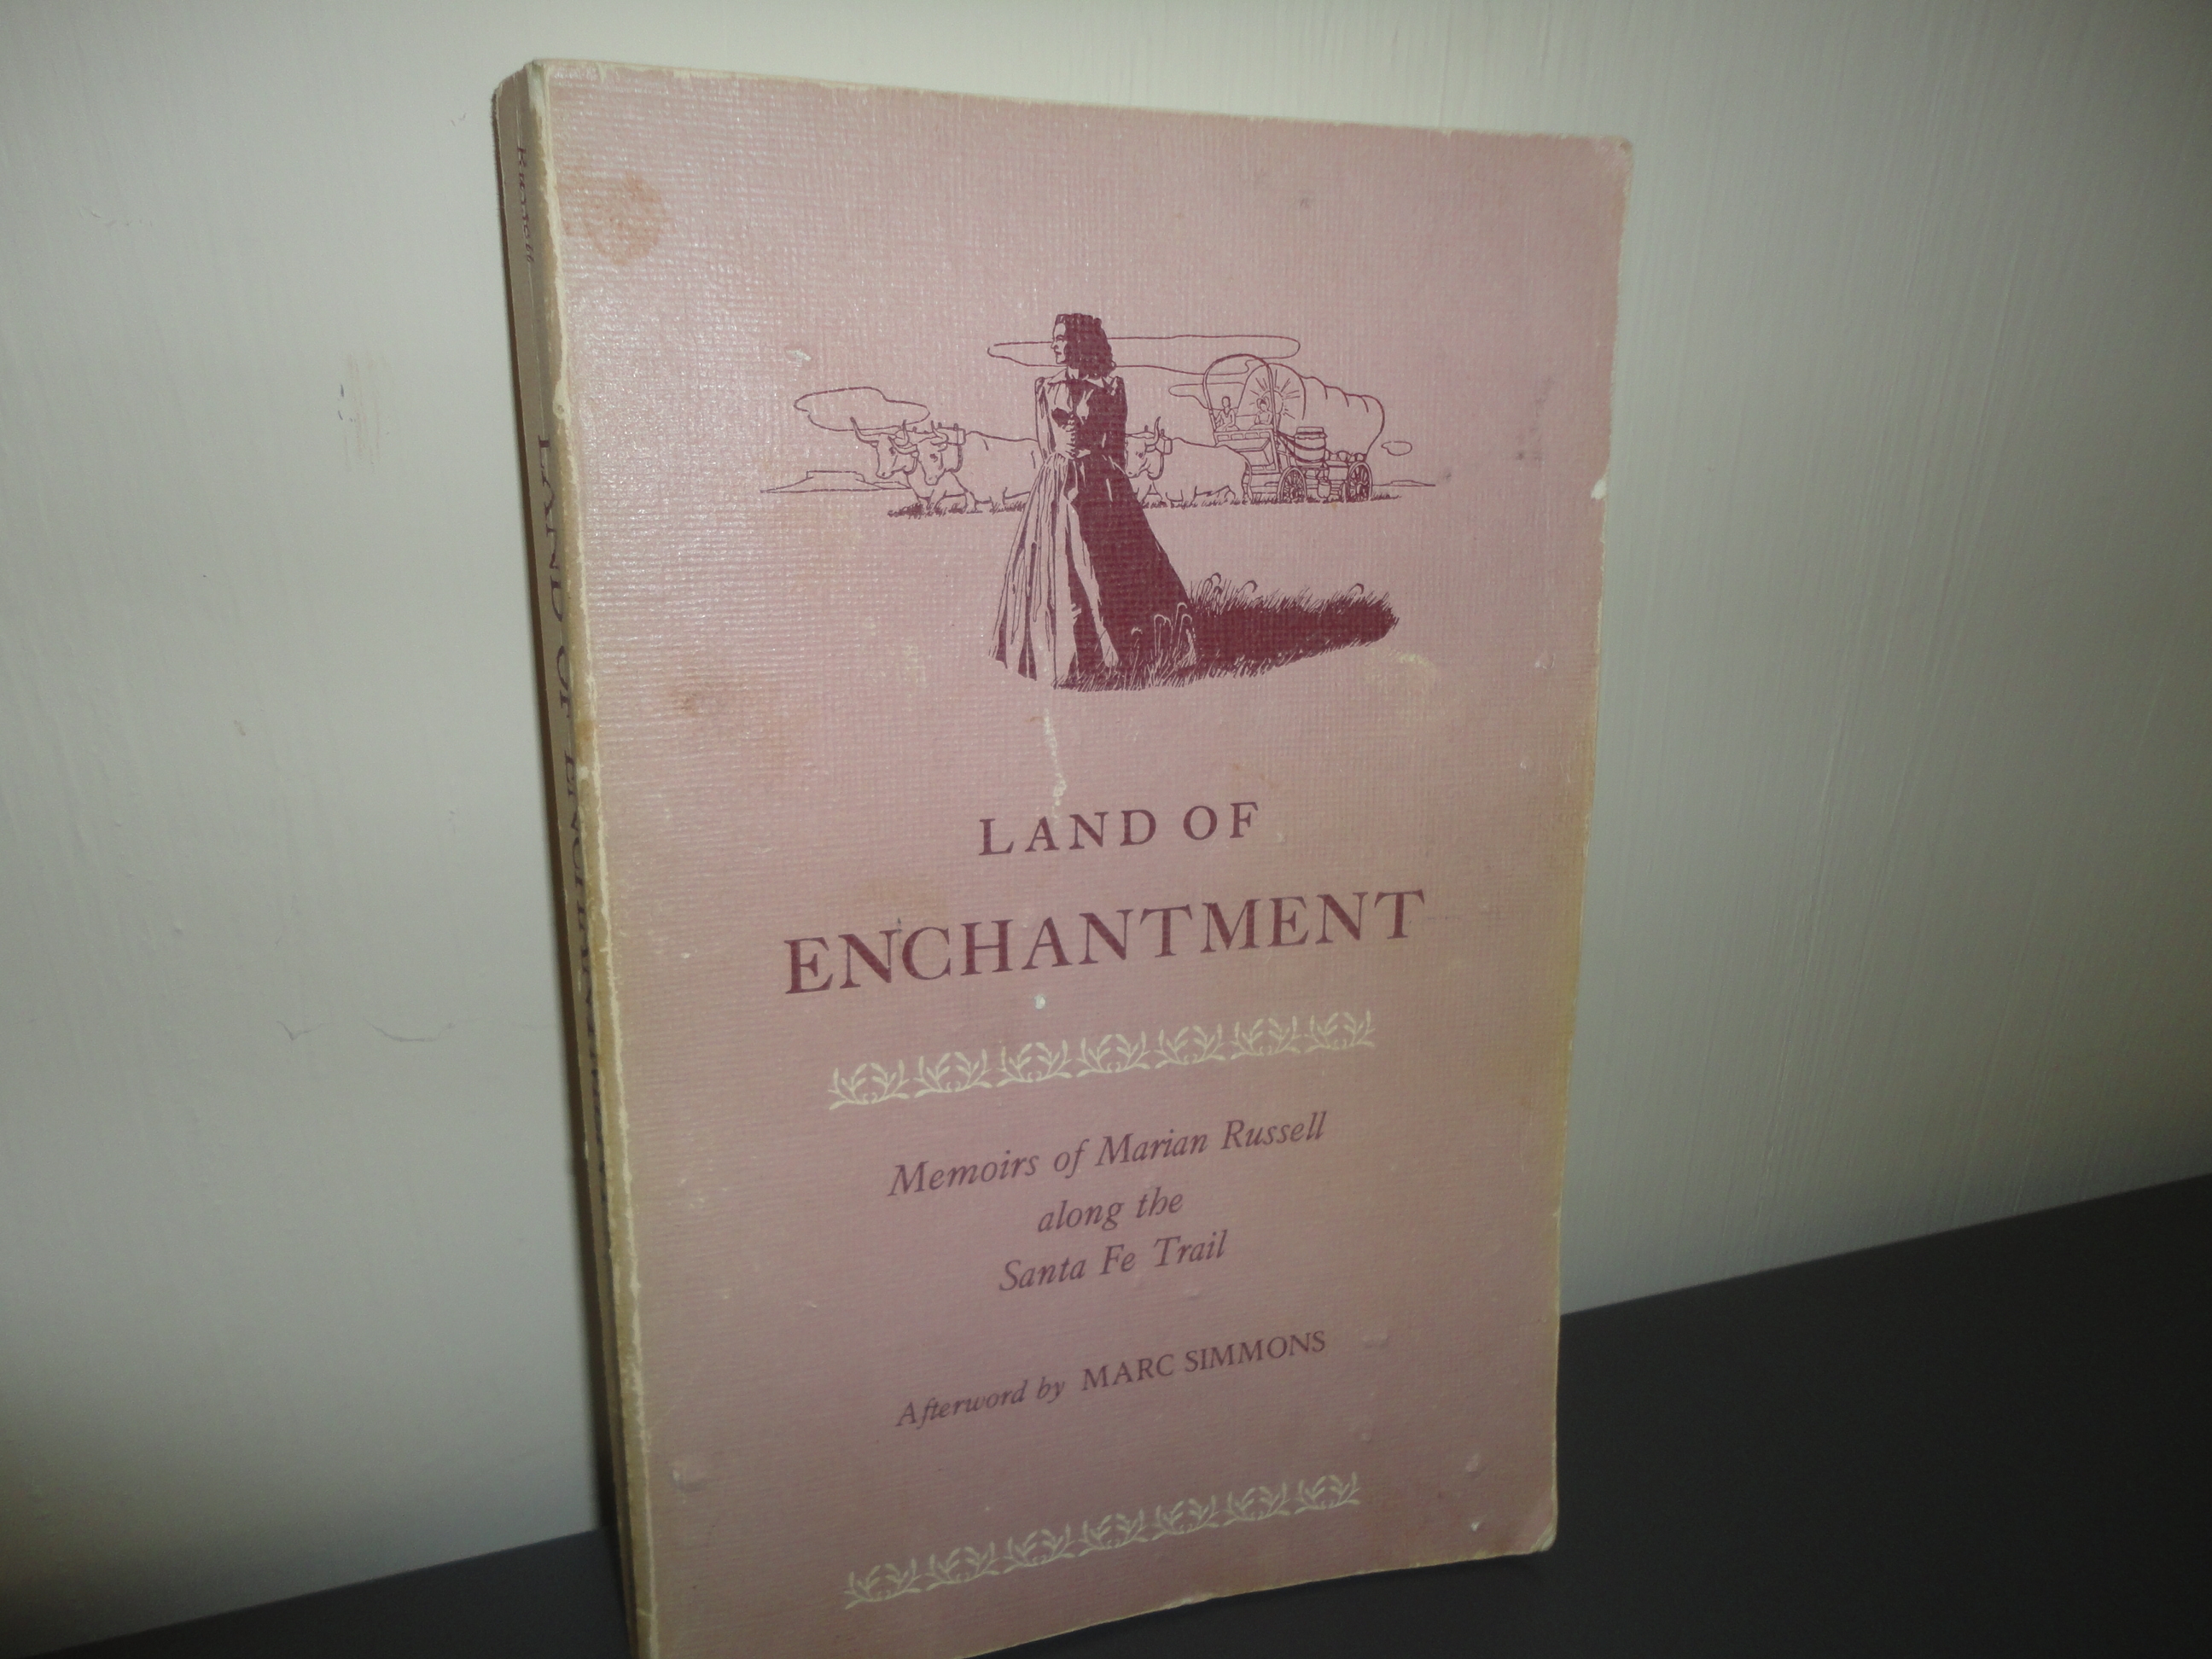 LAND OF
ENCHANTMENT
Memoirs of Marian Russell
along the
Santa Fe Trail
Afterword by MARC SIMMONS
Russell
LAND OF ENCHANTMENT